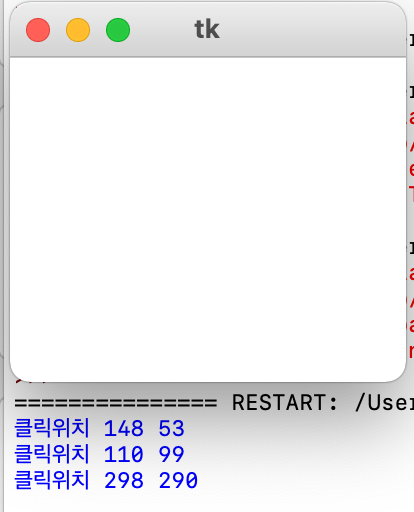 tk
=============== RESTART: /User
클릭위치 148 53
클릭위치 110 99
클릭위치 298 290